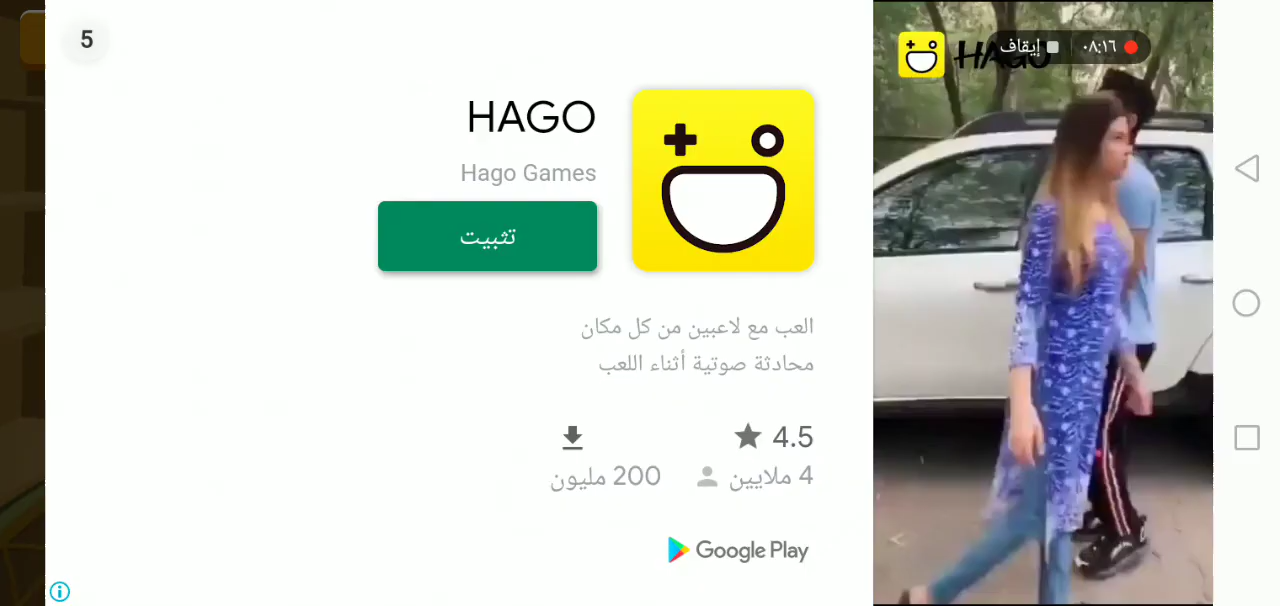 5
HAGO
Hago Games
تثبيت
العب مع لاعبين من كل مكان
محادثة صوتية أثناء اللعب
4.5
4 ملايين
200 مليون
Google Play
HAGO
إيقاف
٠٨:١٦